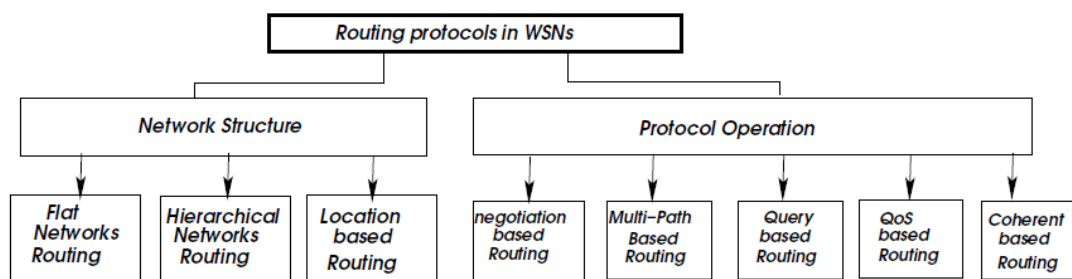 Routing protocols in WSNs
Network Structure
Protocol Operation
Flat
Networks
Routing
Hierarchical
Networks
Routing
Location
based
Routing
negotiation
based
Routing
Multi-Path
Based
Routing
Query
based
Routing
QoS
based
Routing
Coherent
based
Routing